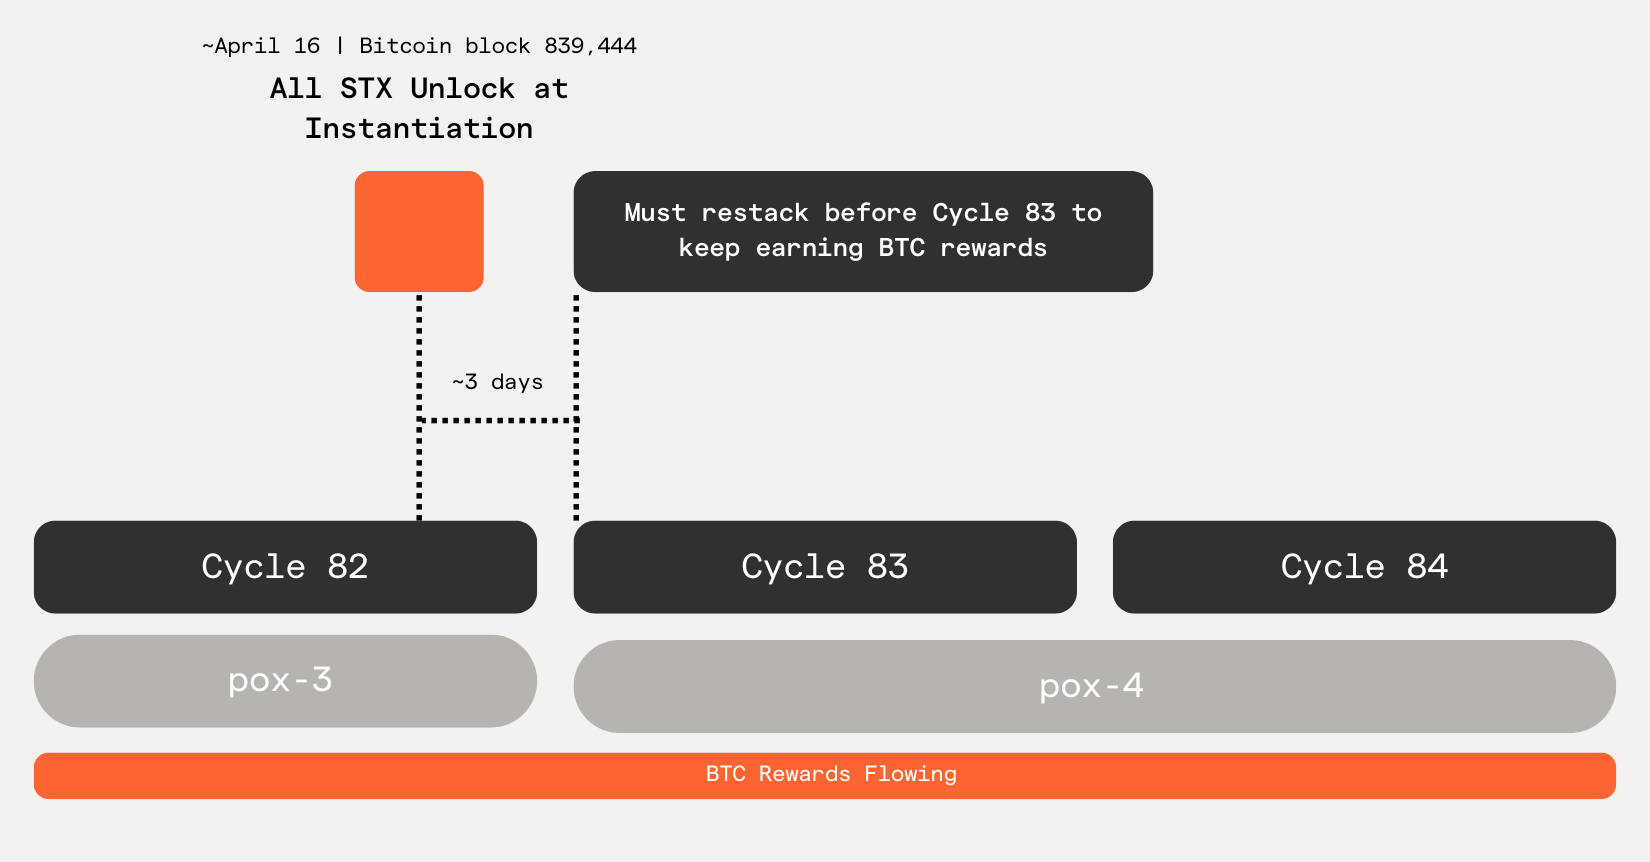 ~April 16 | Bitcoin block 839,444
All STX Unlock at
Instantiation
Must restack before Cycle 83 to
keep earning BTC rewards
~3 days
Cycle 82
Cycle 83
Cycle 84
pox-3
pox-4
BTC Rewards Flowing